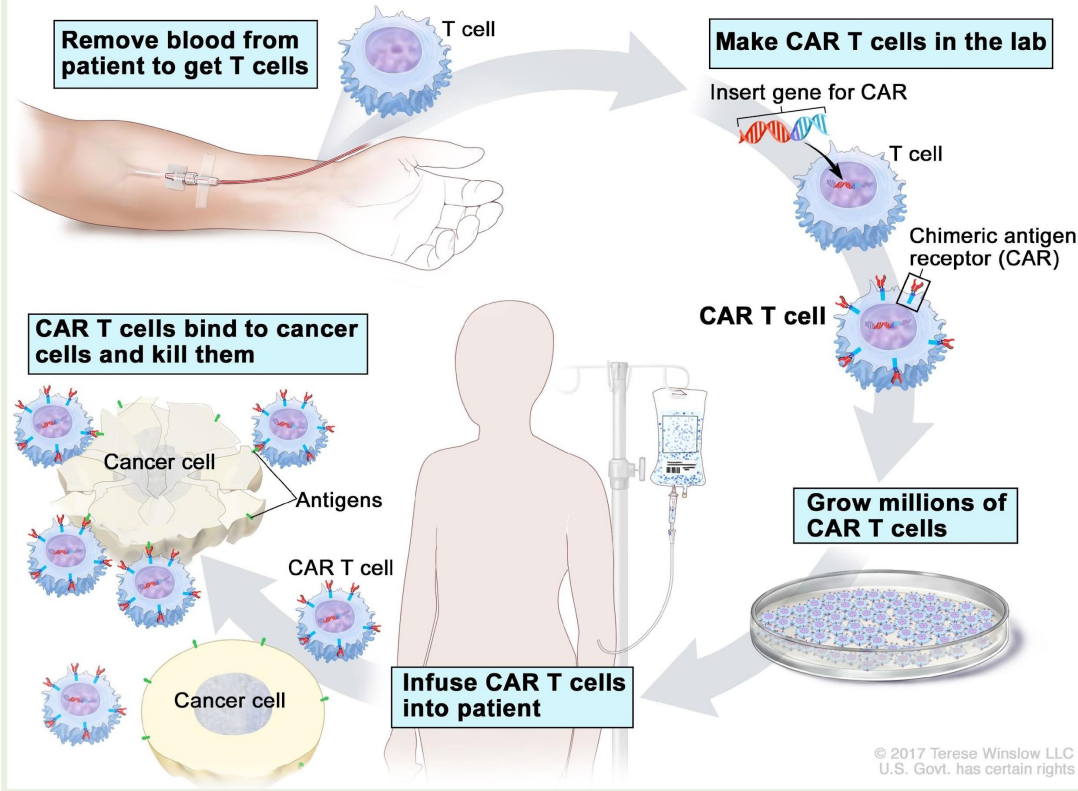 Remove blood from
patient to get T cells
T cell
Make CAR T cells in the lab
Insert gene for CAR
T cell
Chimeric antigen
receptor (CAR)
CAR T cell
Grow millions of
CAR T cells
Infuse CAR T cells
into patient
CAR T cells bind to cancer
cells and kill them
Cancer cell
Antigens
CAR T cell
Cancer cell
© 2017 Terese Winslow LLC
U.S. Govt. has certain rights